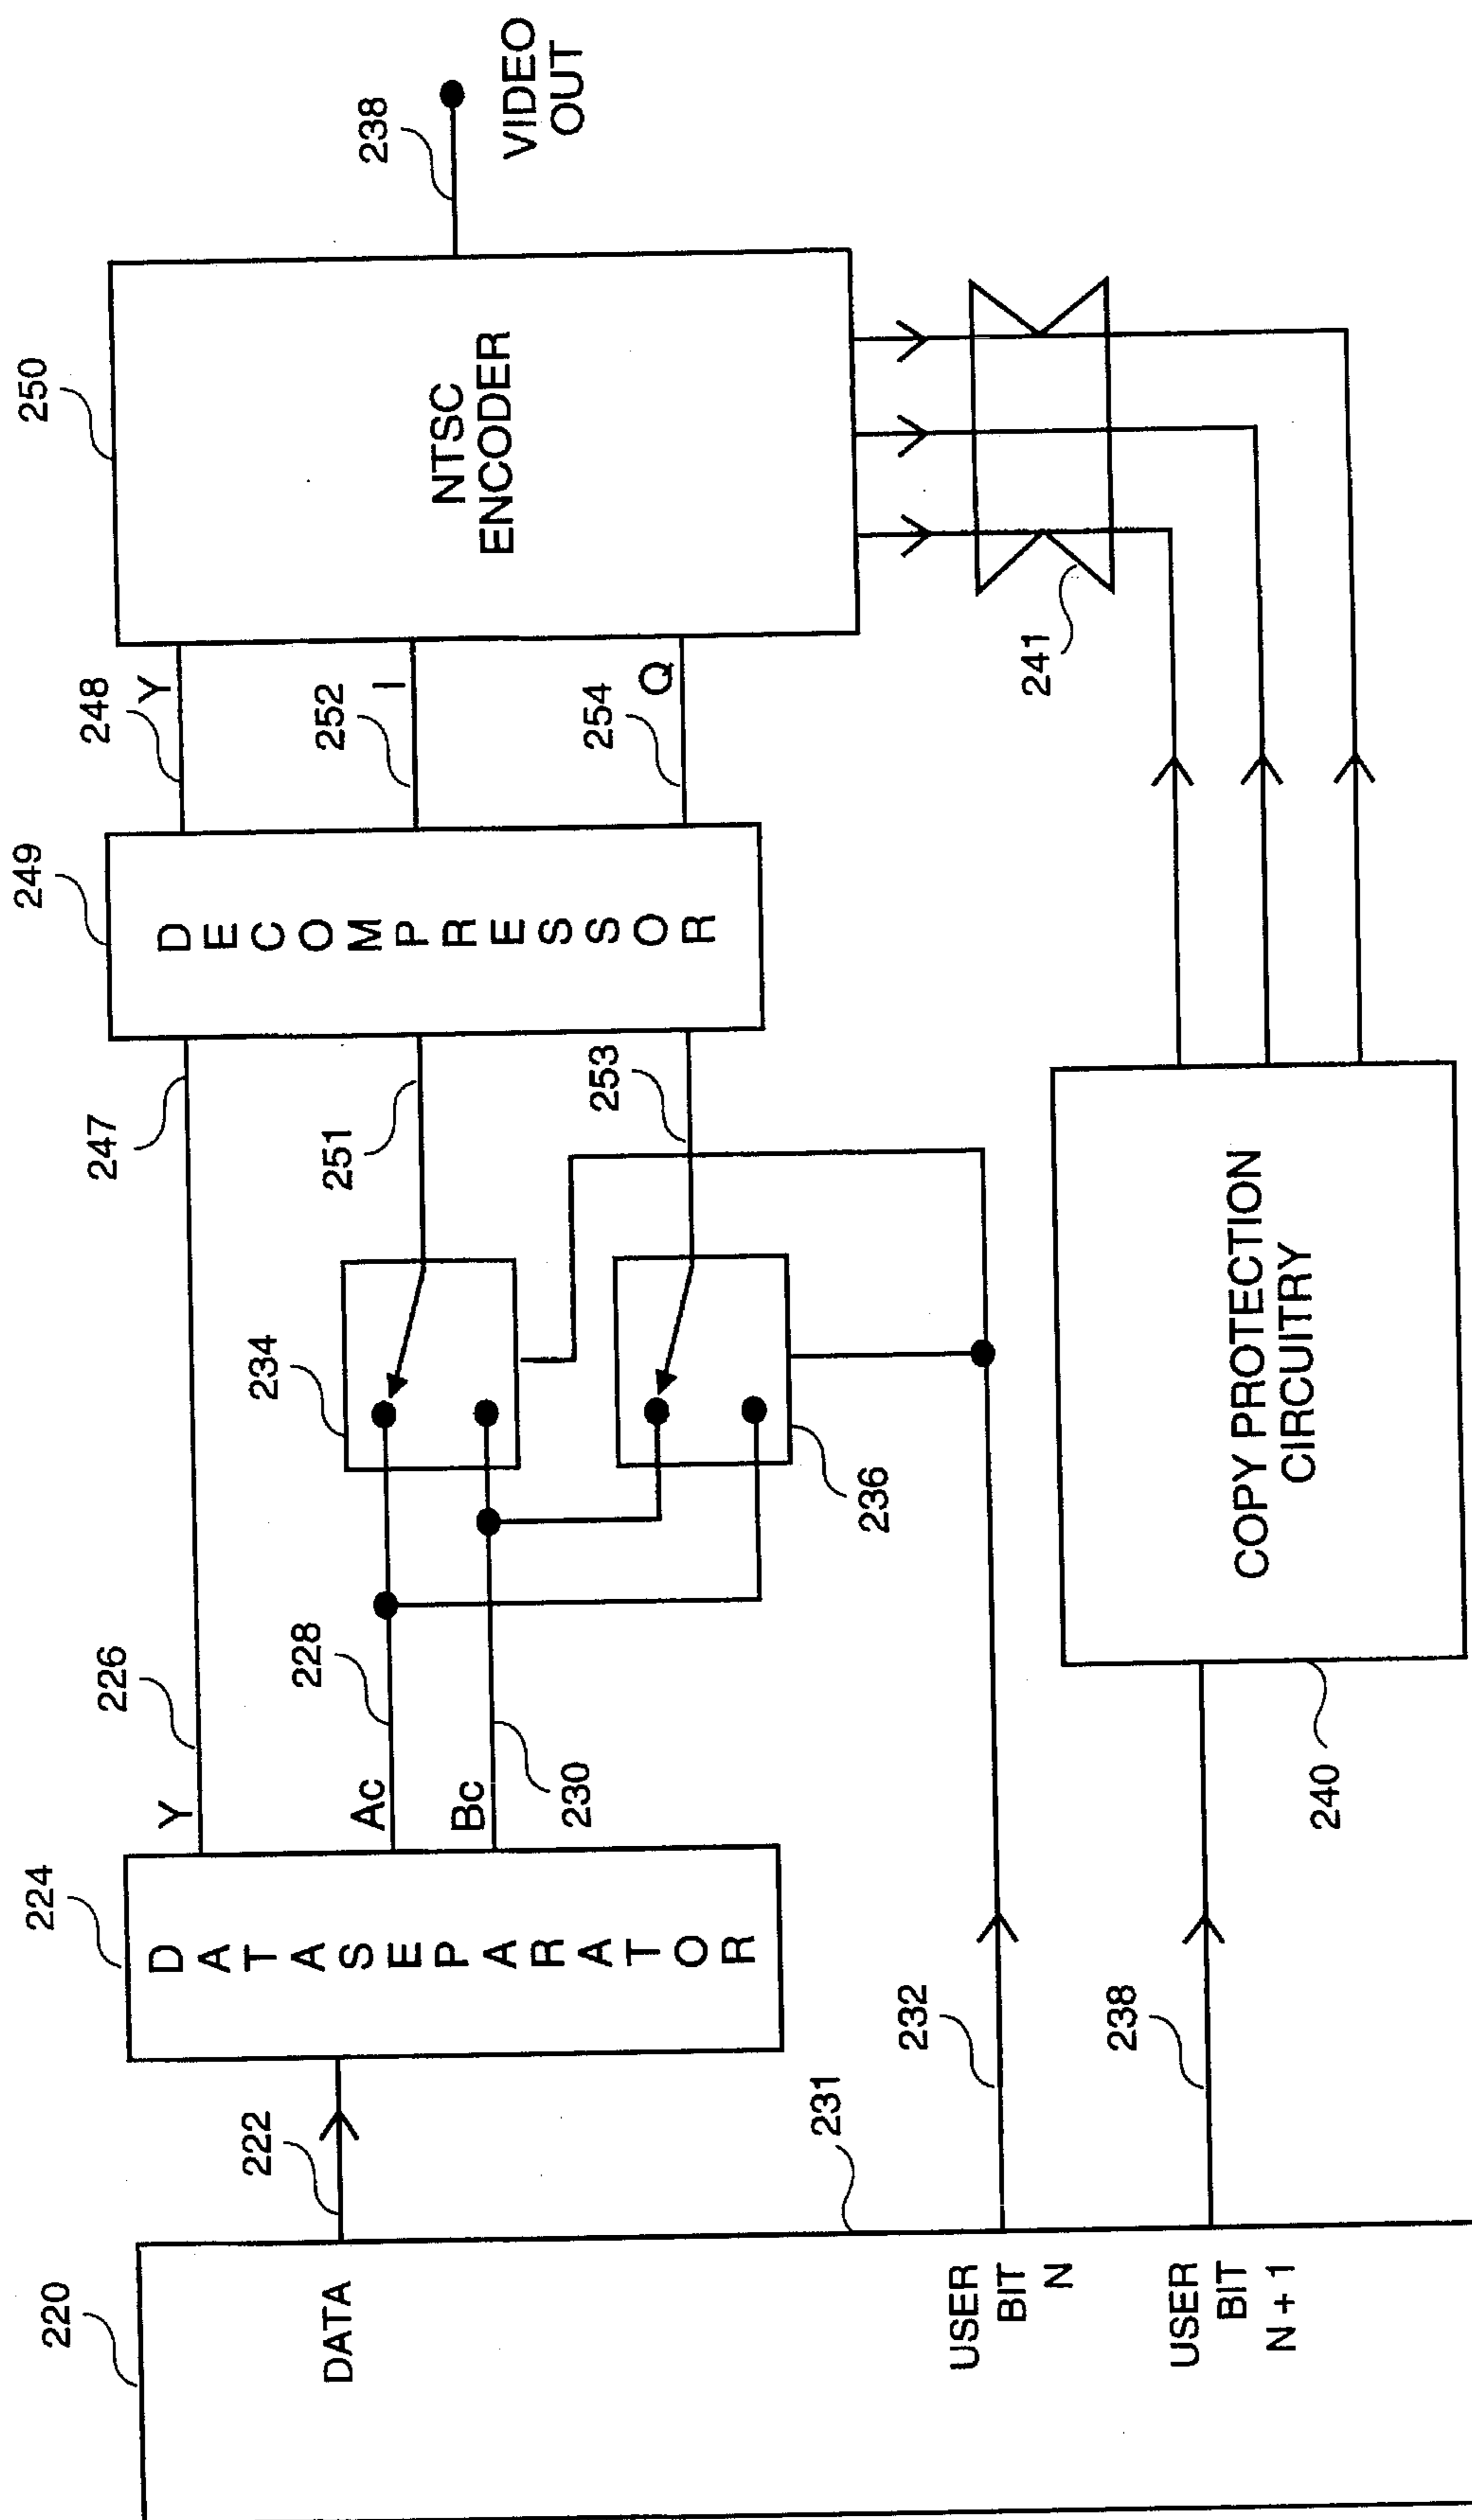 220
DATA
USER
BIT
N
USER
BIT
N + 1
231
222
232
238
224
DATA SEPARATOR
Y
226
Ac
228
Bc
230
234
236
240
COPY PROTECTION
CIRCUITRY
247
251
253
249
DECOMPRESSOR
248
Y
252
I
254
Q
241
250
NTSC
ENCODER
238
VIDEO
OUT